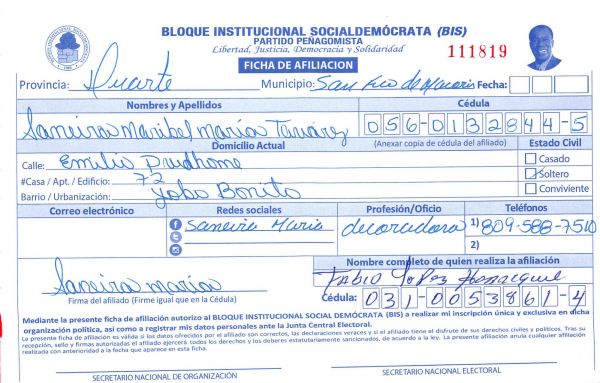 BLOQUE INSTITUCIONAL SOCIALDEMÓCRATA (BIS)
PARTIDO PEÑAGOMISTA
Libertad, Justicia, Democracia y Solidaridad
111819
FICHA DE AFILIACION
Provincia: Duarte Municipio: San Fco de Macoris Fecha:
Nombres y Apellidos Cédula
Saneira Maribel María Tavarez 056-0132844-5
Domicilio Actual (Anexar copia de cédula del afiliado) Estado Civil
Calle: Emilio Prudhome Casado
#Casa / Apt. / Edificio: 72 Soltero
Barrio / Urbanización: Yobo Bonito Conviviente
Correo electrónico Redes sociales Profesión/Oficio Teléfonos
Saneira Maria decoradora 1) 809-588-7510
2)
Nombre completo de quien realiza la afiliación
Saneira maría Fabio López
Firma del afiliado (Firme igual que en la Cédula) Cédula: 031-0053861-4
Mediante la presente ficha de afiliación autorizo al BLOQUE INSTITUCIONAL SOCIAL DEMÓCRATA (BIS) a realizar mi inscripción única y exclusiva en dicha
organización política, así como a registrar mis datos personales ante la Junta Central Electoral.
La presente ficha de afiliación es válida si los datos ofrecidos por el afiliado son correctos, las declaraciones veraces y si el afiliado tiene el disfrute de sus derechos civiles y políticos. Tras su
recepción, sello y firmas autorizadas el afiliado ejercerá todos los derechos y los deberes estatutariamente sancionados, de acuerdo a la ley. La presente afiliación anula cualquier afiliación
realizada con anterioridad a la fecha que aparece en esta ficha.
SECRETARIO NACIONAL DE ORGANIZACIÓN SECRETARIO NACIONAL ELECTORAL